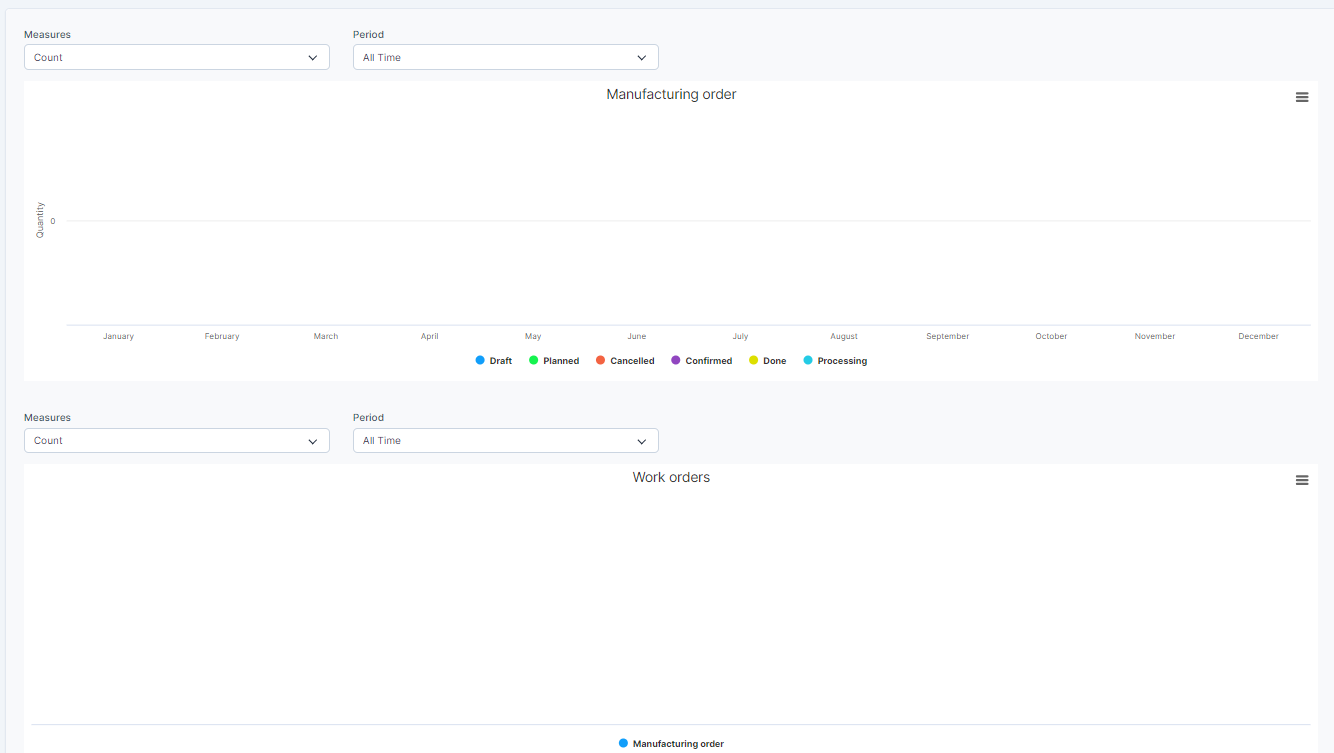 Measures Period
Count All Time
Manufacturing order
Quantity
0
January February March April May June July August September October November December
Draft Planned Cancelled Confirmed Done Processing
Measures Period
Count All Time
Work orders
Manufacturing order